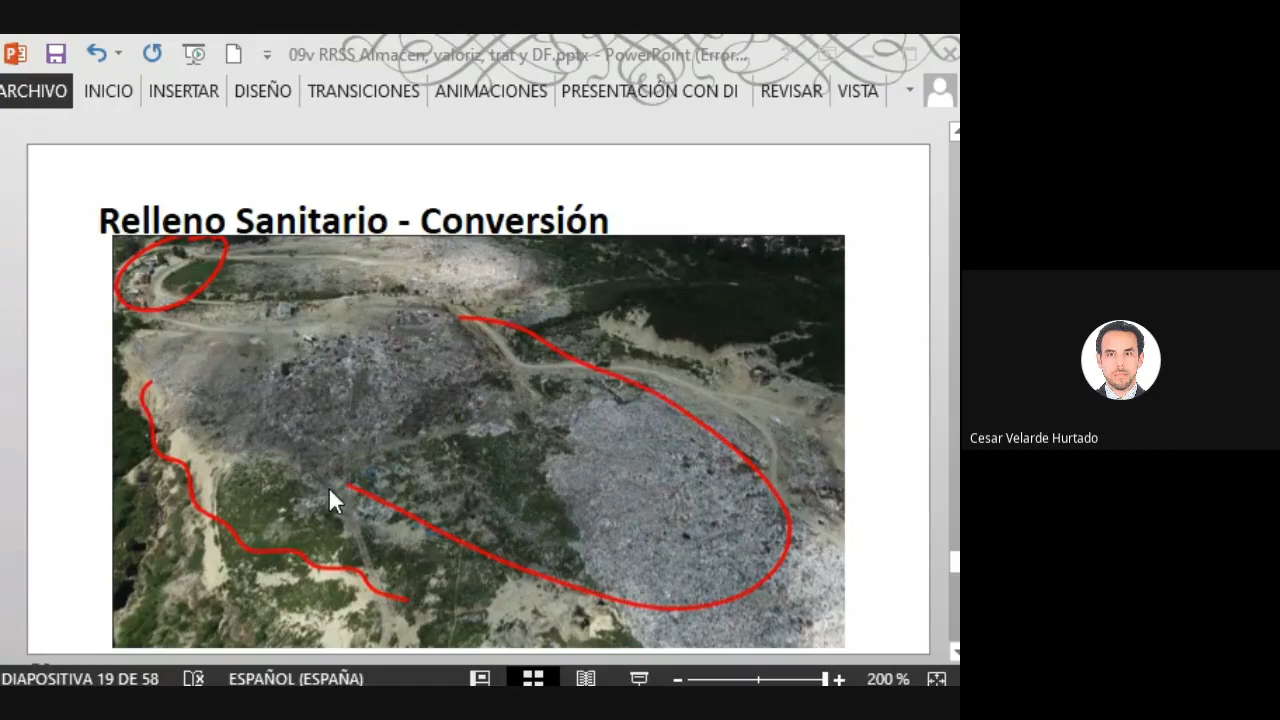 09v RRSS Almacen, valoriz, trat y DF.pptx - PowerPoint (Error...
ARCHIVO INICIO INSERTAR DISEÑO TRANSICIONES ANIMACIONES PRESENTACIÓN CON DI REVISAR VISTA
Relleno Sanitario - Conversión
Cesar Velarde Hurtado
DIAPOSITIVA 19 DE 58 ESPAÑOL (ESPAÑA) 200 %